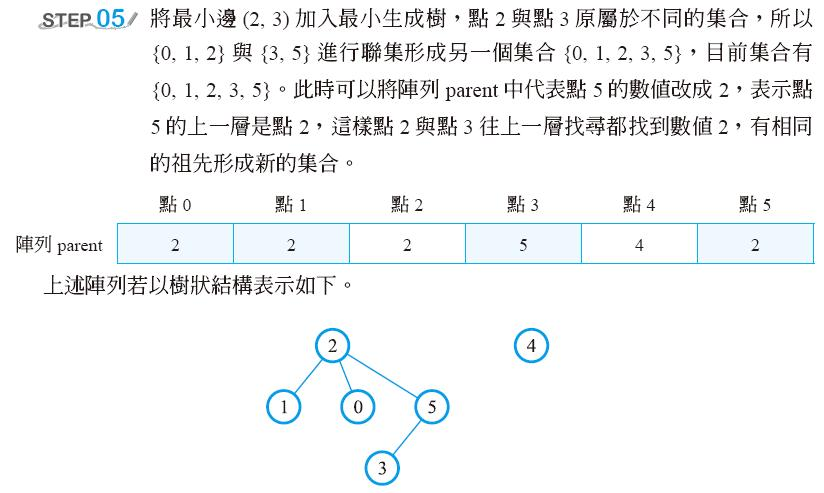 STEP 05 將最小邊 (2, 3) 加入最小生成樹，點 2 與點 3 原屬於不同的集合，所以
{0, 1, 2} 與 {3, 5} 進行聯集形成另一個集合 {0, 1, 2, 3, 5}，目前集合有
{0, 1, 2, 3, 5}。此時可以將陣列 parent 中代表點 5 的數值改成 2，表示點
5 的上一層是點 2，這樣點 2 與點 3 往上一層找尋都找到數值 2，有相同
的祖先形成新的集合。
點 0 點 1 點 2 點 3 點 4 點 5
陣列 parent 2 2 2 5 4 2
上述陣列若以樹狀結構表示如下。
2 4
1 0 5
3